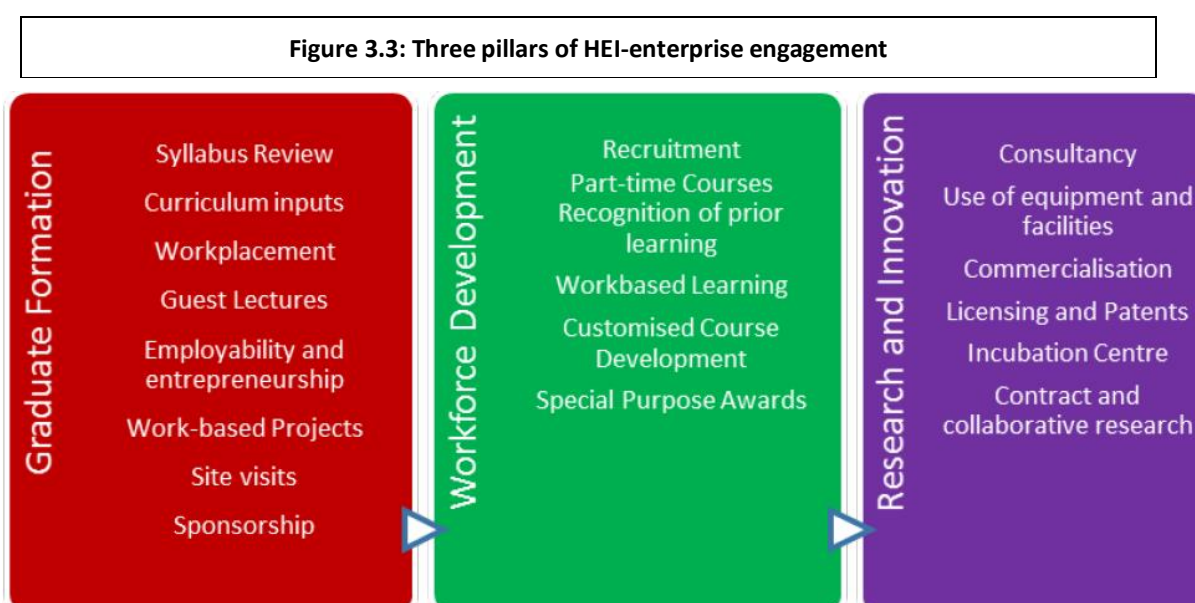 Figure 3.3: Three pillars of HEI-enterprise engagement
Graduate Formation
Syllabus Review
Curriculum inputs
Workplacement
Guest Lectures
Employability and
entrepreneurship
Work-based Projects
Site visits
Sponsorship
Workforce Development
Recruitment
Part-time Courses
Recognition of prior
learning
Workbased Learning
Customised Course
Development
Special Purpose Awards
Research and Innovation
Consultancy
Use of equipment and
facilities
Commercialisation
Licensing and Patents
Incubation Centre
Contract and
collaborative research